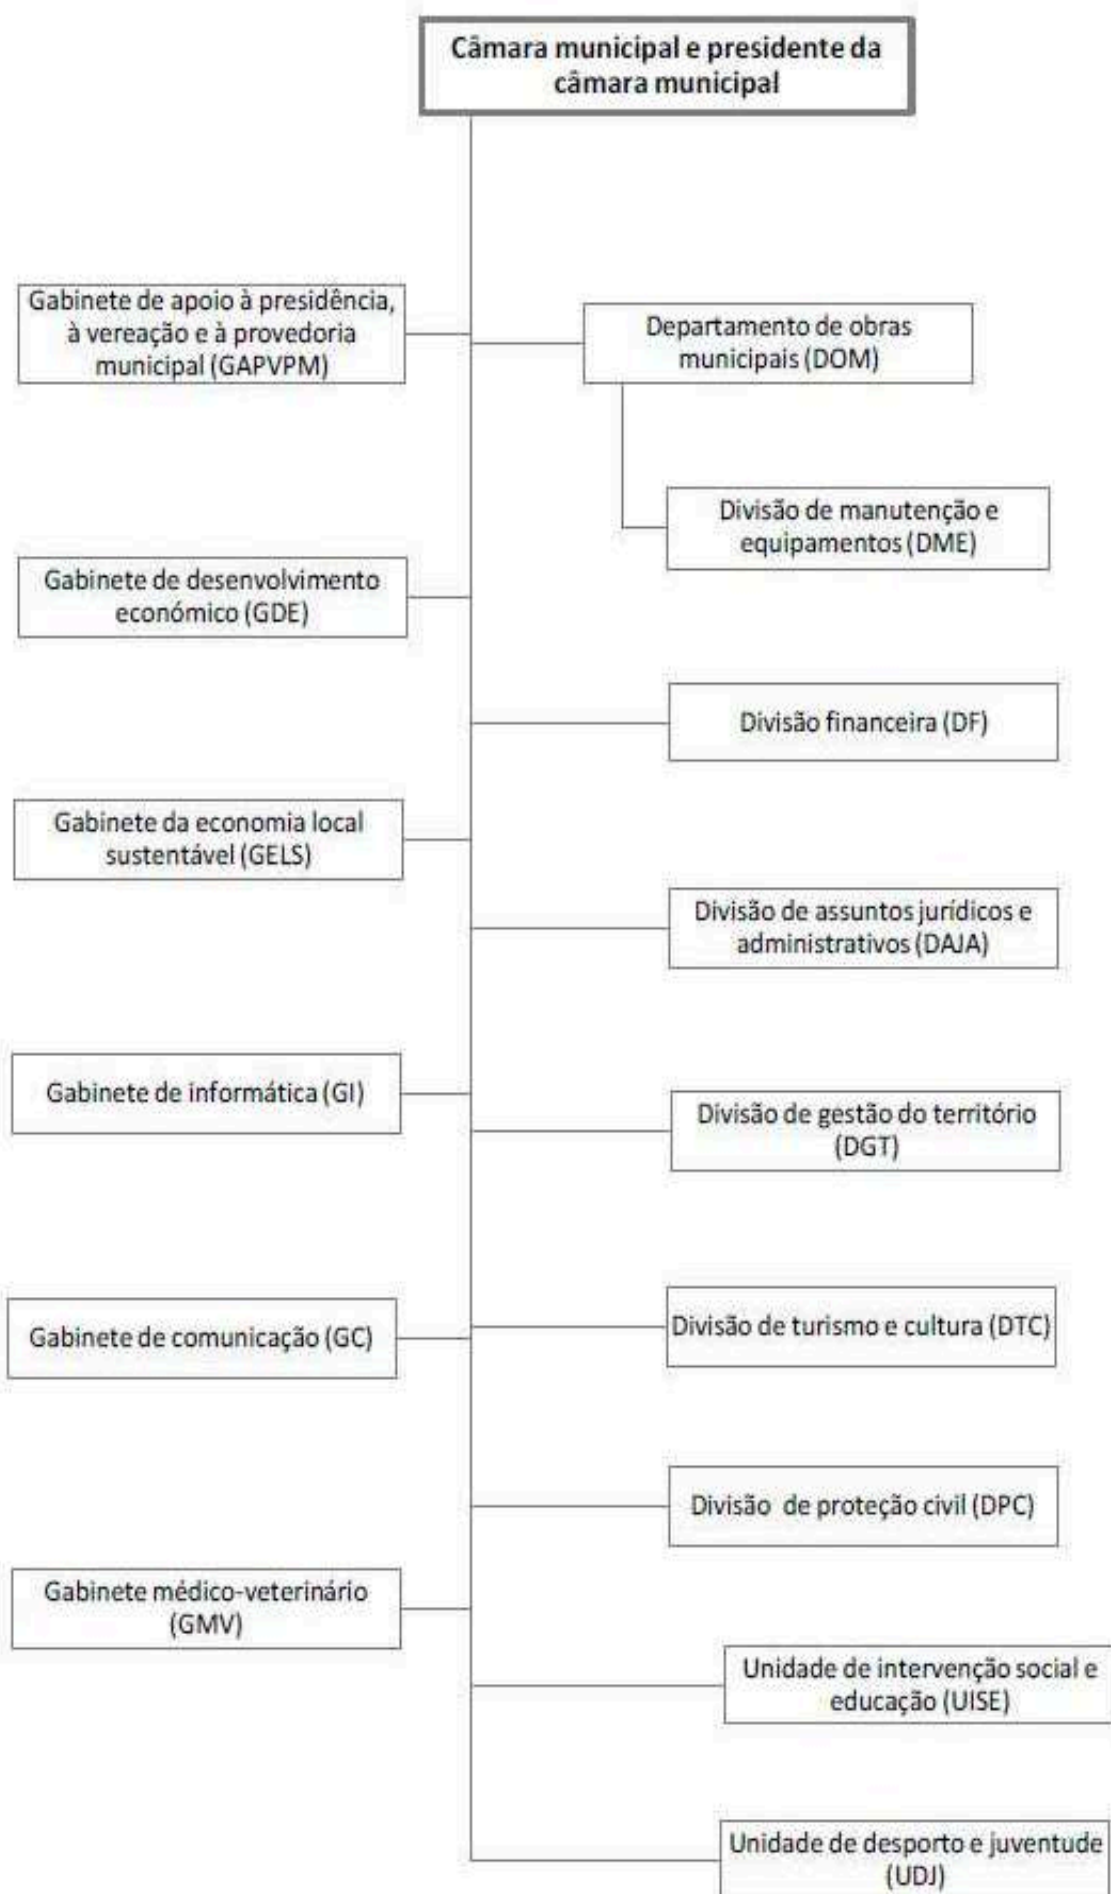 Câmara municipal e presidente da
câmara municipal
Gabinete de apoio à presidência,
à vereação e à provedoria
municipal (GAPVPM)
Departamento de obras
municipais (DOM)
Divisão de manutenção e
equipamentos (DME)
Gabinete de desenvolvimento
económico (GDE)
Divisão financeira (DF)
Gabinete da economia local
sustentável (GELS)
Divisão de assuntos jurídicos e
administrativos (DAJA)
Gabinete de informática (GI)
Divisão de gestão do território
(DGT)
Gabinete de comunicação (GC)
Divisão de turismo e cultura (DTC)
Divisão de proteção civil (DPC)
Gabinete médico-veterinário
(GMV)
Unidade de intervenção social e
educação (UISE)
Unidade de desporto e juventude
(UDJ)